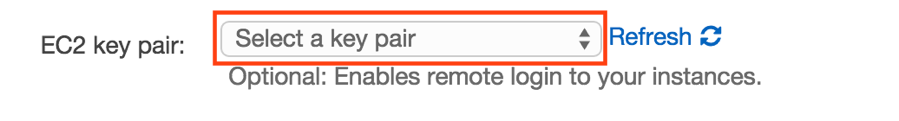 EC2 key pair: Select a key pair Refresh
Optional: Enables remote login to your instances.